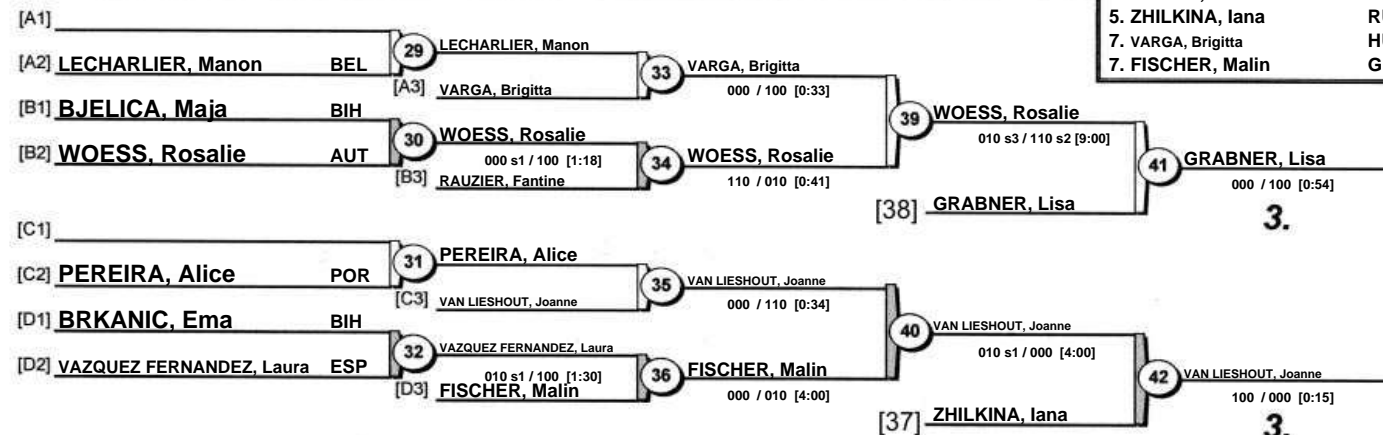 5. ZHILKINA, Iana
7. VARGA, Brigitta
7. FISCHER, Malin
[A1]
[A2] LECHARLIER, Manon BEL
29
LECHARLIER, Manon
[A3] VARGA, Brigitta
33
VARGA, Brigitta
000 / 100 [0:33]
[B1] BJELICA, Maja BIH
[B2] WOESS, Rosalie AUT
30
WOESS, Rosalie
000 s1 / 100 [1:18]
[B3] RAUZIER, Fantine
34
WOESS, Rosalie
110 / 010 [0:41]
39
WOESS, Rosalie
010 s3 / 110 s2 [9:00]
[38] GRABNER, Lisa
41
GRABNER, Lisa
000 / 100 [0:54]
3.
[C1]
[C2] PEREIRA, Alice POR
31
PEREIRA, Alice
[C3] VAN LIESHOUT, Joanne
35
VAN LIESHOUT, Joanne
000 / 110 [0:34]
[D1] BRKANIC, Ema BIH
[D2] VAZQUEZ FERNANDEZ, Laura ESP
32
VAZQUEZ FERNANDEZ, Laura
010 s1 / 100 [1:30]
[D3] FISCHER, Malin
36
FISCHER, Malin
000 / 010 [4:00]
40
VAN LIESHOUT, Joanne
010 s1 / 000 [4:00]
[37] ZHILKINA, Iana
42
VAN LIESHOUT, Joanne
100 / 000 [0:15]
3.